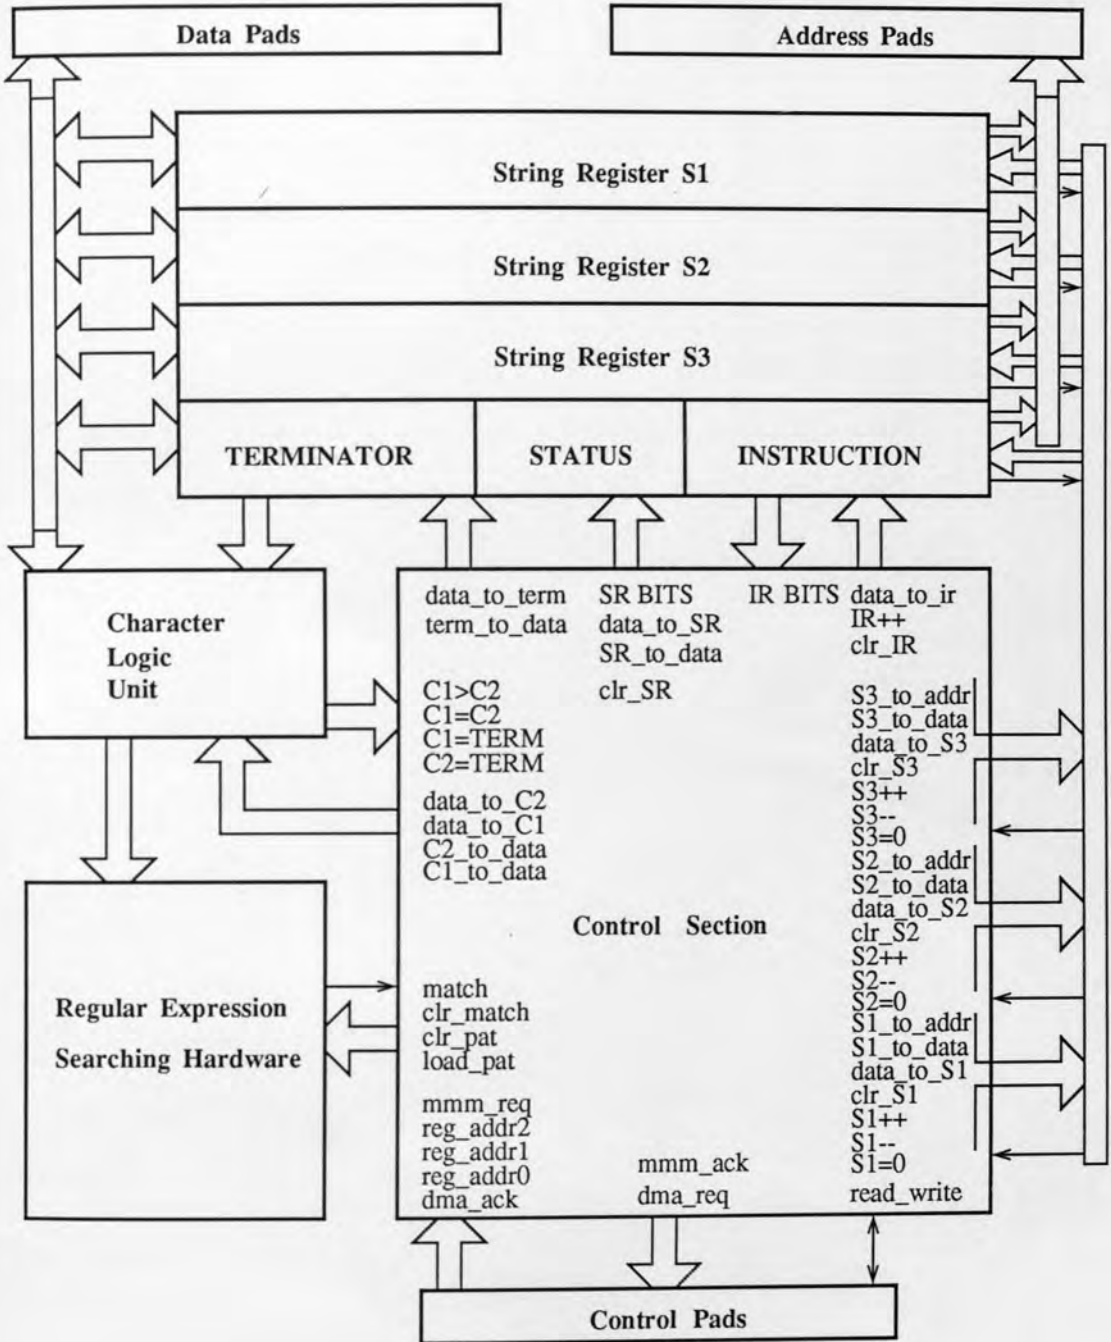 Data Pads
Address Pads
String Register S1
String Register S2
String Register S3
TERMINATOR
STATUS
INSTRUCTION
Character
Logic
Unit
data_to_term
term_to_data
SR BITS
data_to_SR
SR_to_data
clr_SR
IR BITS
data_to_ir
IR++
clr_IR
C1>C2
C1=C2
C1=TERM
C2=TERM
data_to_C2
data_to_C1
C2_to_data
C1_to_data
S3_to_addr
S3_to_data
data_to_S3
clr_S3
S3++
S3--
S3=0
S2_to_addr
S2_to_data
data_to_S2
clr_S2
S2++
S2--
S2=0
S1_to_addr
S1_to_data
data_to_S1
clr_S1
S1++
S1--
S1=0
read_write
Control Section
Regular Expression
Searching Hardware
match
clr_match
clr_pat
load_pat
mmm_req
reg_addr2
reg_addr1
reg_addr0
dma_ack
mmm_ack
dma_req
Control Pads